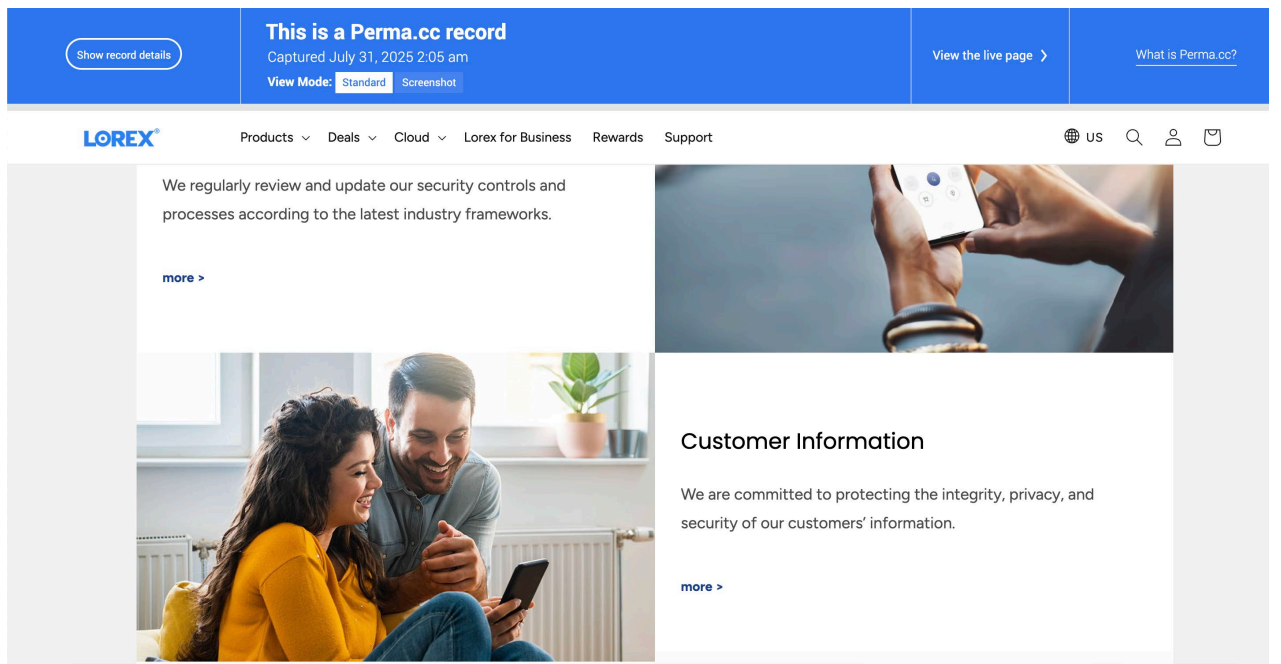 Show record details
This is a Perma.cc record
Captured July 31, 2025 2:05 am
View Mode: Standard Screenshot
View the live page ❯
What is Perma.cc?
LOREX®
Products Deals Cloud Lorex for Business Rewards Support
US
We regularly review and update our security controls and
processes according to the latest industry frameworks.
more >
Customer Information
We are committed to protecting the integrity, privacy, and
security of our customers’ information.
more >